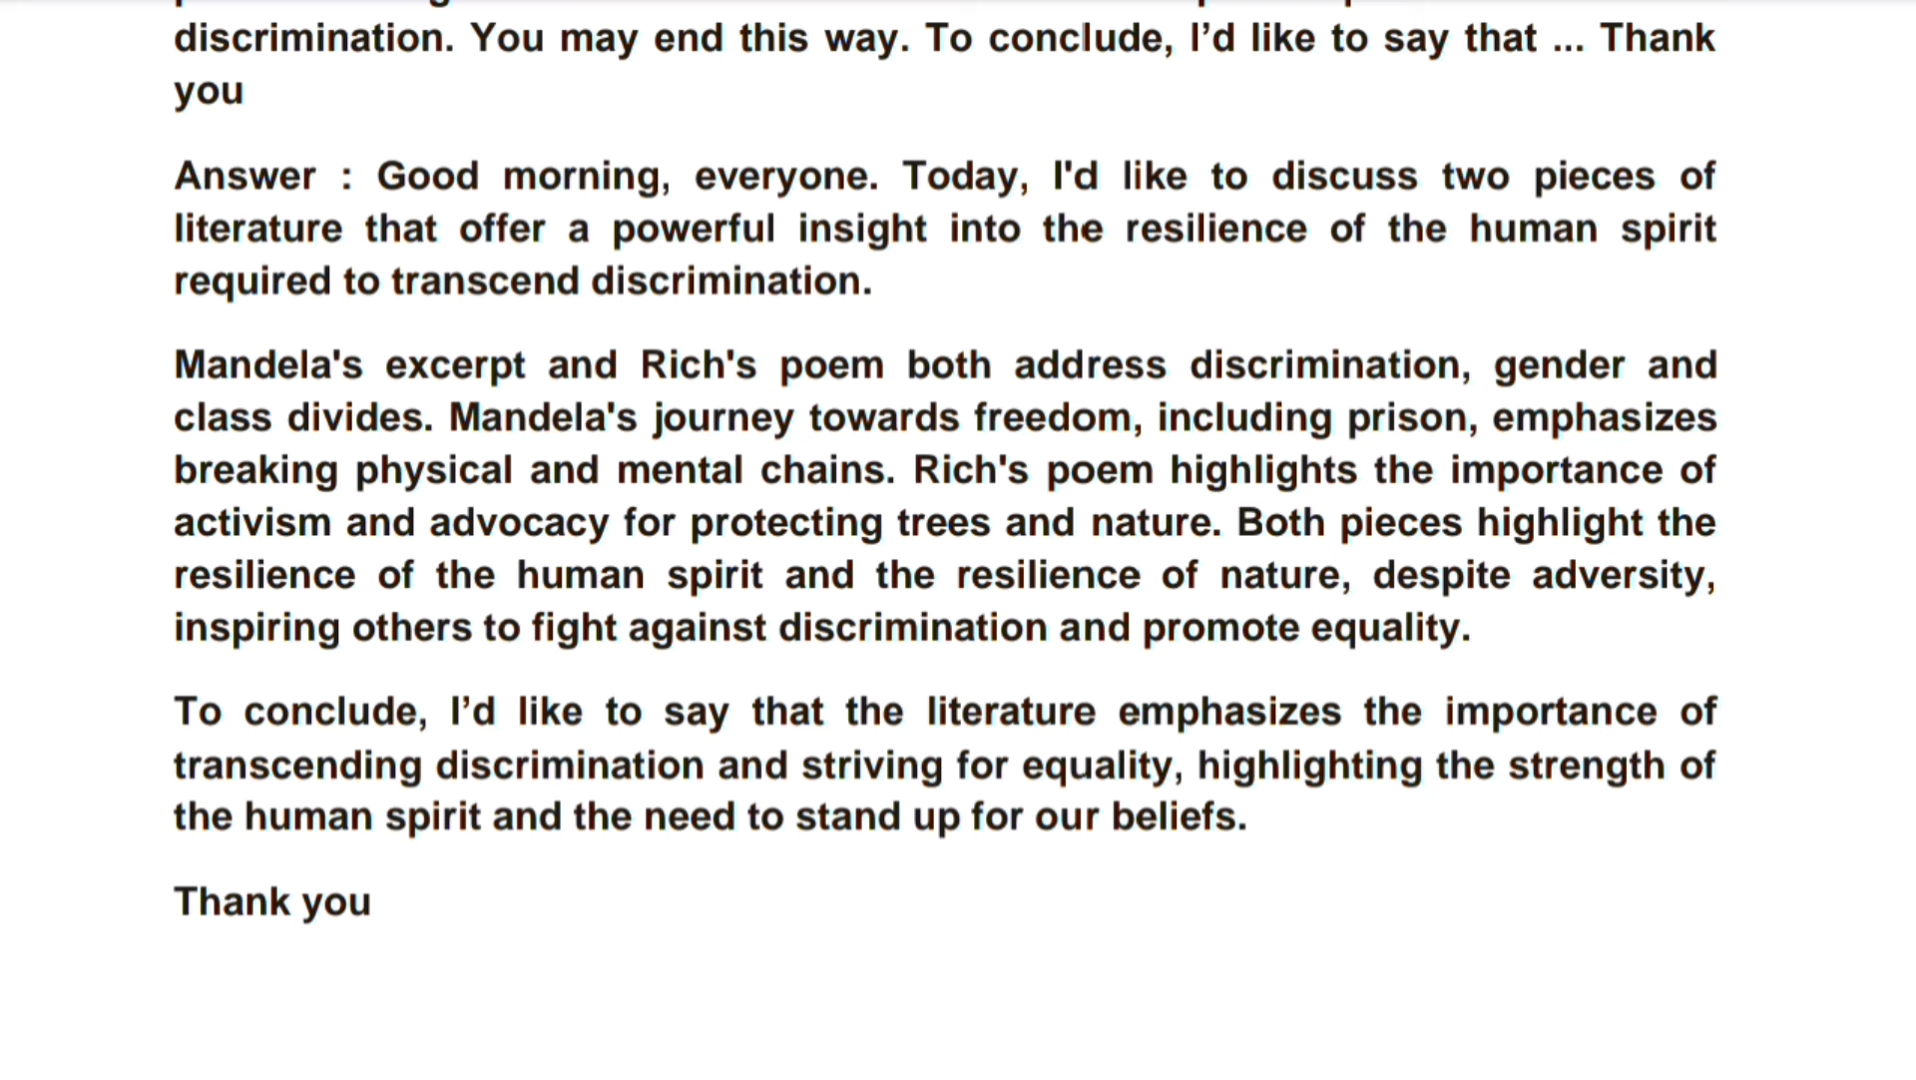 discrimination. You may end this way. To conclude, I’d like to say that ... Thank
you
Answer : Good morning, everyone. Today, I'd like to discuss two pieces of
literature that offer a powerful insight into the resilience of the human spirit
required to transcend discrimination.
Mandela's excerpt and Rich's poem both address discrimination, gender and
class divides. Mandela's journey towards freedom, including prison, emphasizes
breaking physical and mental chains. Rich's poem highlights the importance of
activism and advocacy for protecting trees and nature. Both pieces highlight the
resilience of the human spirit and the resilience of nature, despite adversity,
inspiring others to fight against discrimination and promote equality.
To conclude, I’d like to say that the literature emphasizes the importance of
transcending discrimination and striving for equality, highlighting the strength of
the human spirit and the need to stand up for our beliefs.
Thank you